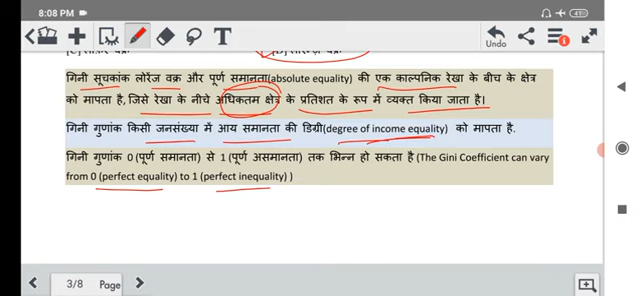 8:08 PM
41
Undo
गिनी सूचकांक लोरेंज वक्र और पूर्ण समानता(absolute equality) की एक काल्पनिक रेखा के बीच के क्षेत्र
को मापता है, जिसे रेखा के नीचे अधिकतम क्षेत्र के प्रतिशत के रूप में व्यक्त किया जाता है।
गिनी गुणांक किसी जनसंख्या में आय समानता की डिग्री(degree of income equality) को मापता है.
गिनी गुणांक 0 (पूर्ण समानता) से 1 (पूर्ण असमानता) तक भिन्न हो सकता है (The Gini Coefficient can vary
from 0 (perfect equality) to 1 (perfect inequality) )
3/8